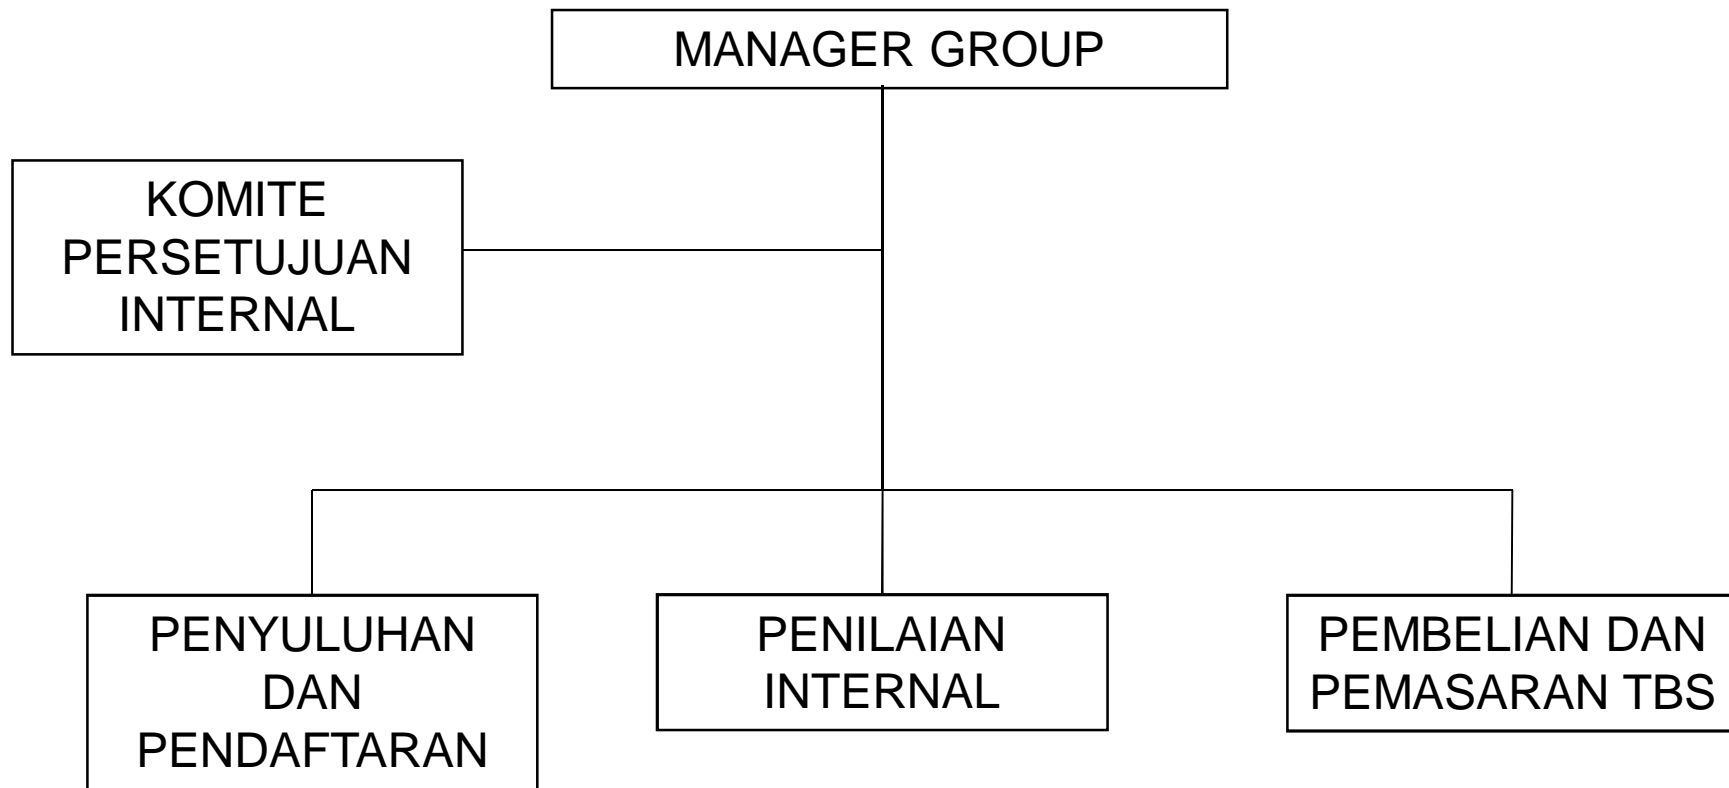 MANAGER GROUP
KOMITE
PERSETUJUAN
INTERNAL
PENYULUHAN
DAN
PENDAFTARAN
PENILAIAN
INTERNAL
PEMBELIAN DAN
PEMASARAN TBS